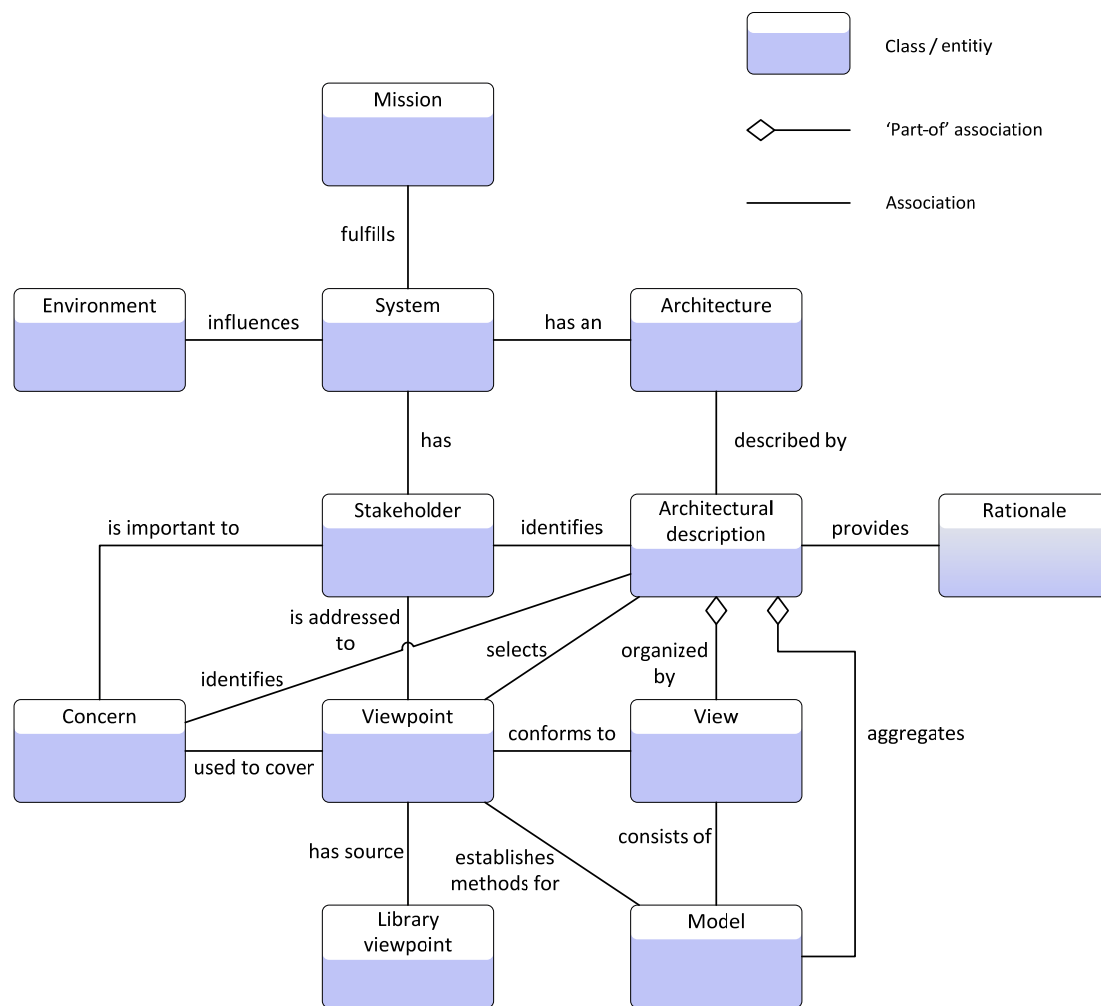 Class / entitiy
Mission
‘Part-of’ association
Association
fulfills
Environment
System
Architecture
influences
has an
has
described by
Stakeholder
Architectural
description
Rationale
is important to
identifies
provides
is addressed
to
selects
organized
by
identifies
Concern
Viewpoint
View
conforms to
aggregates
used to cover
has source
establishes
methods for
consists of
Library
viewpoint
Model